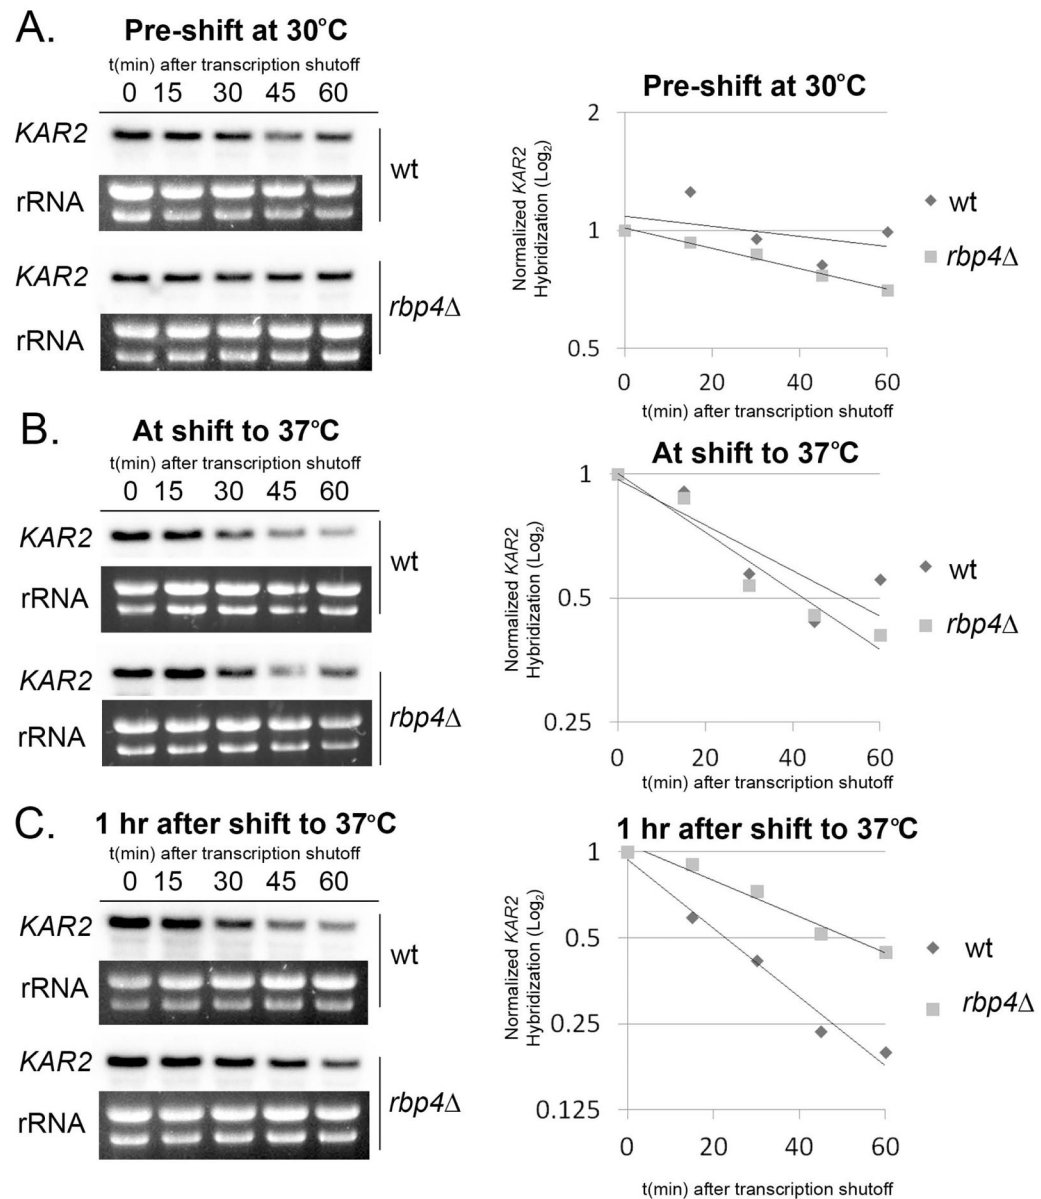 A.
Pre-shift at 30°C
t(min) after transcription shutoff
0 15 30 45 60
KAR2
rRNA
wt
KAR2
rRNA
rbp4Δ
Pre-shift at 30°C
Normalized KAR2
Hybridization (Log₂)
2
1
0.5
0 20 40 60
t(min) after transcription shutoff
wt
rbp4Δ
B.
At shift to 37°C
t(min) after transcription shutoff
0 15 30 45 60
KAR2
rRNA
wt
KAR2
rRNA
rbp4Δ
At shift to 37°C
Normalized KAR2
Hybridization (Log₂)
1
0.5
0.25
0 20 40 60
t(min) after transcription shutoff
wt
rbp4Δ
C.
1 hr after shift to 37°C
t(min) after transcription shutoff
0 15 30 45 60
KAR2
rRNA
wt
KAR2
rRNA
rbp4Δ
1 hr after shift to 37°C
Normalized KAR2
Hybridization (Log₂)
1
0.5
0.25
0.125
0 20 40 60
t(min) after transcription shutoff
wt
rbp4Δ